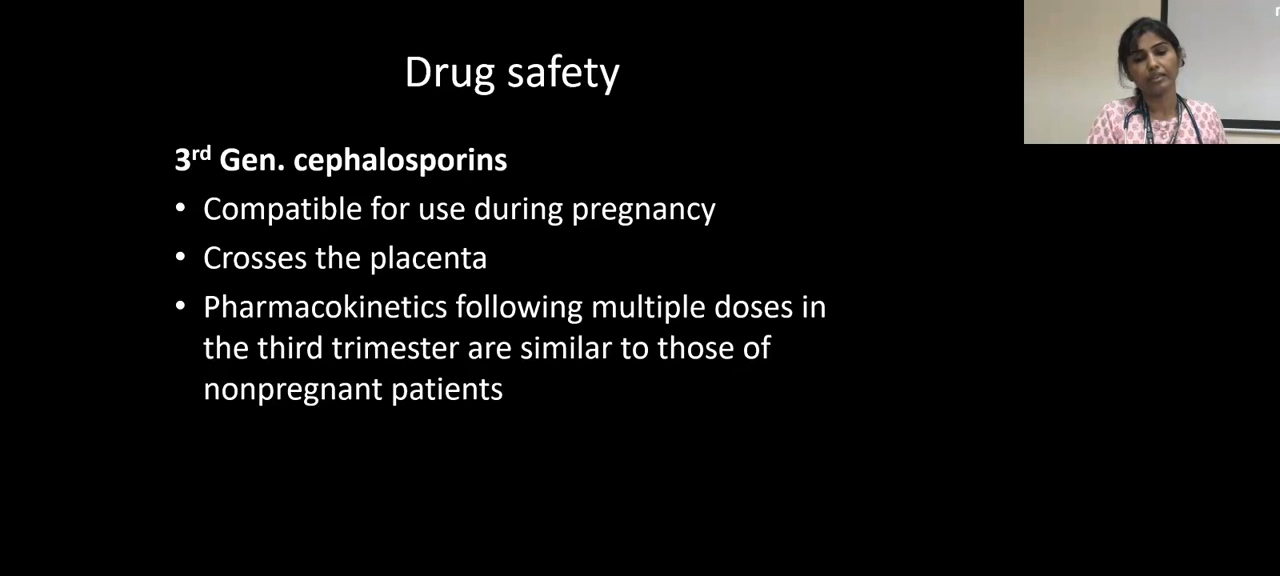 Drug safety
3rd Gen. cephalosporins
• Compatible for use during pregnancy
• Crosses the placenta
• Pharmacokinetics following multiple doses in
the third trimester are similar to those of
nonpregnant patients